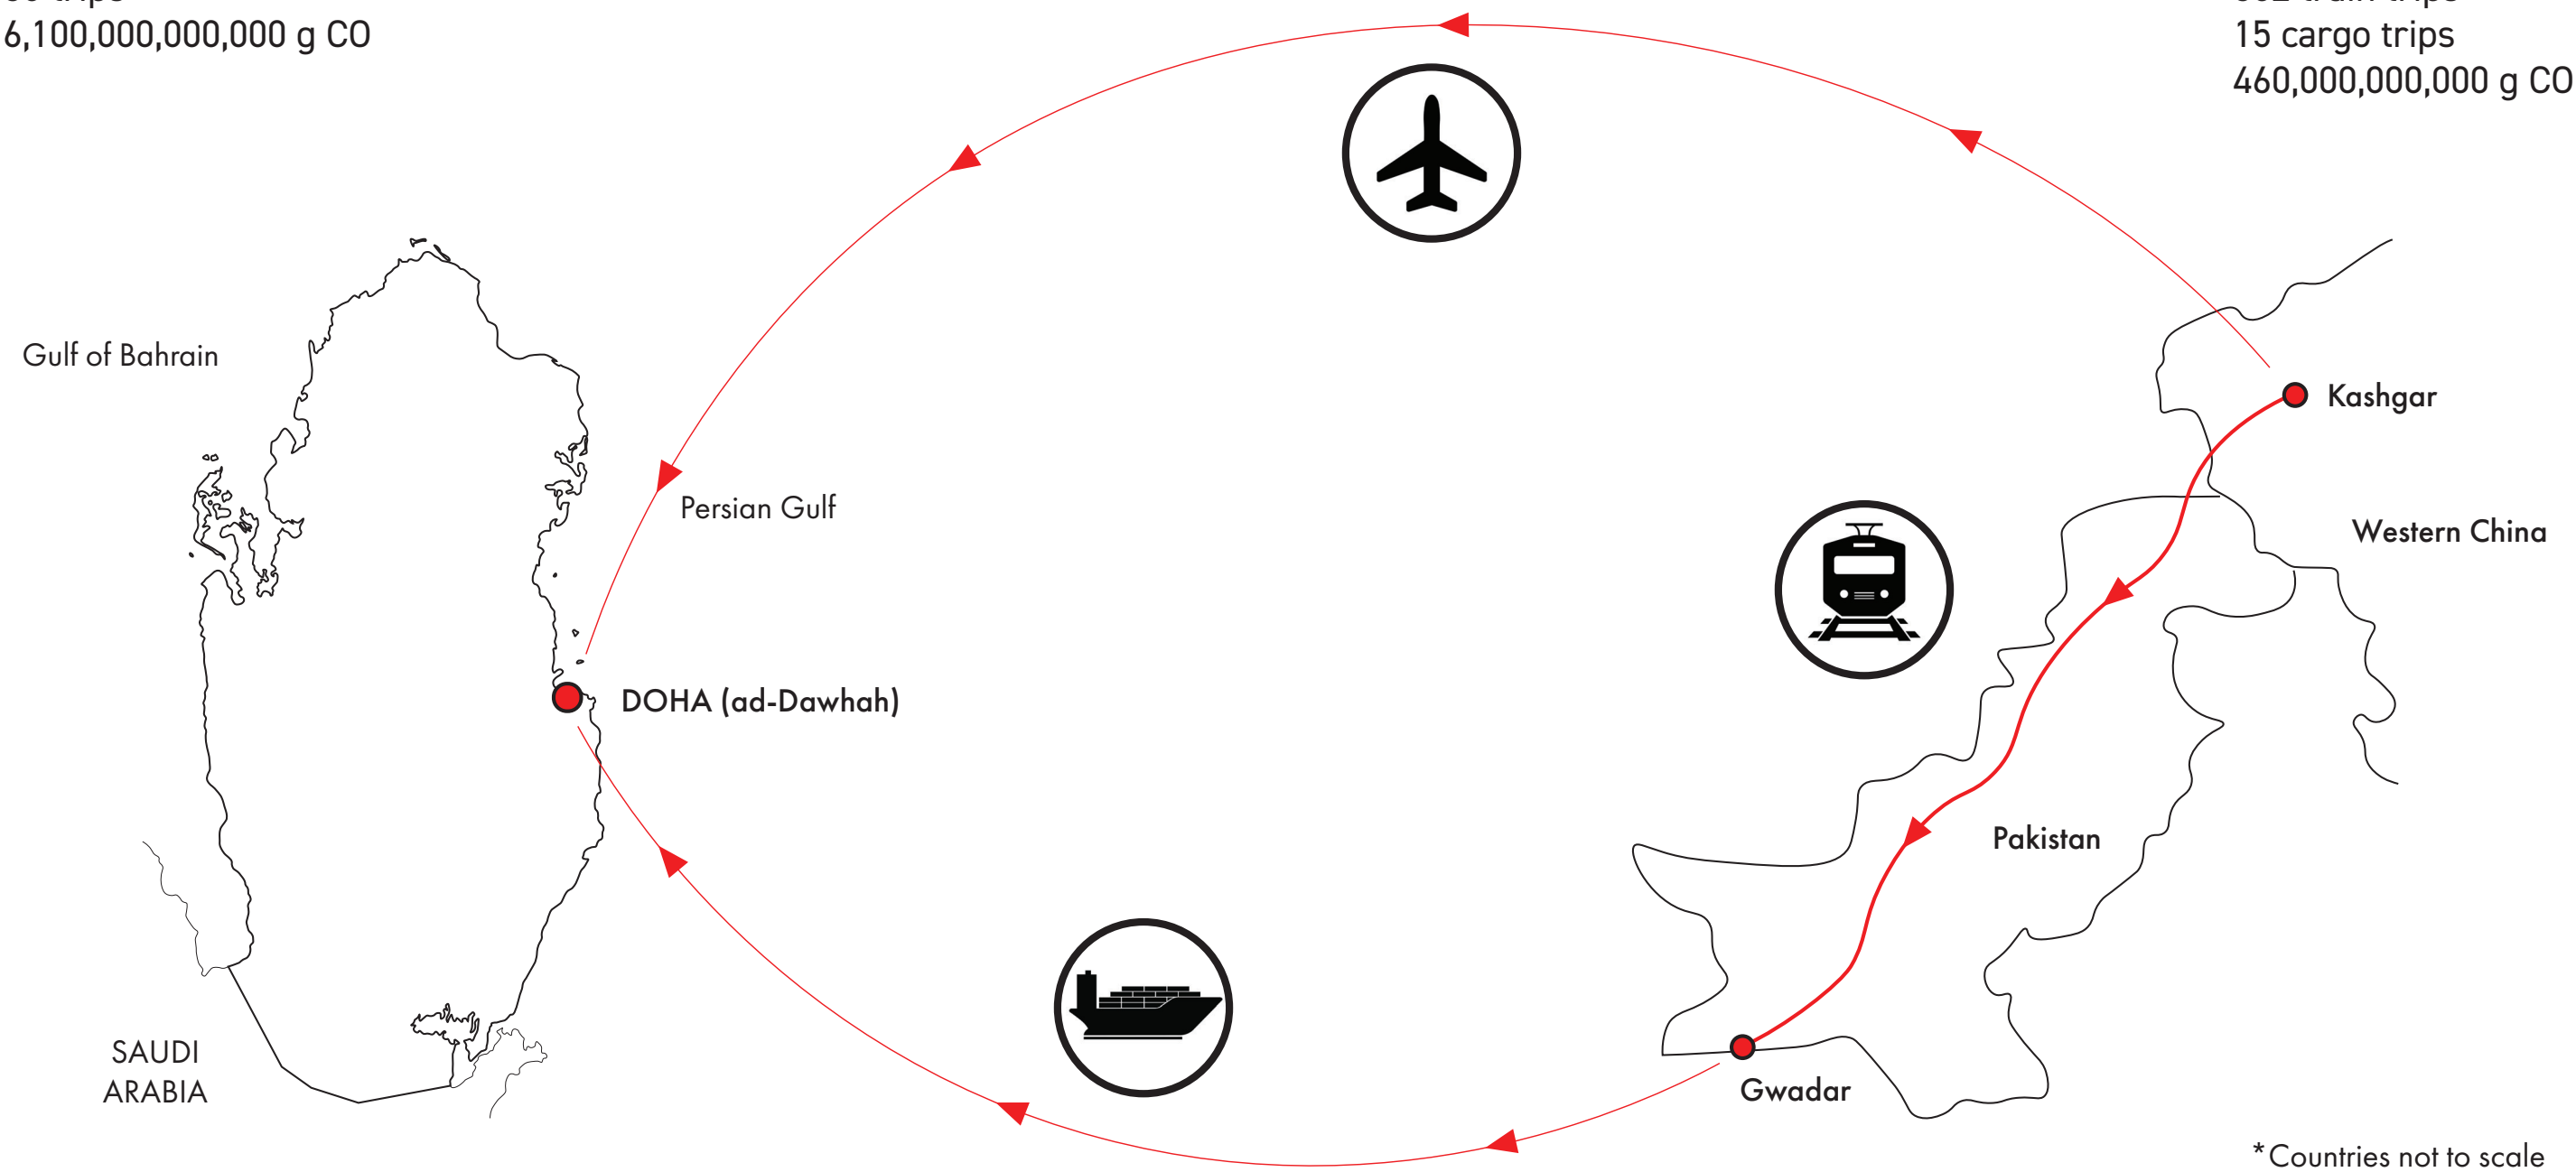 6,100,000,000,000 g CO
15 cargo trips
460,000,000,000 g CO
Gulf of Bahrain
Kashgar
Persian Gulf
Western China
DOHA (ad-Dawhah)
Pakistan
SAUDI
ARABIA
Gwadar
*Countries not to scale